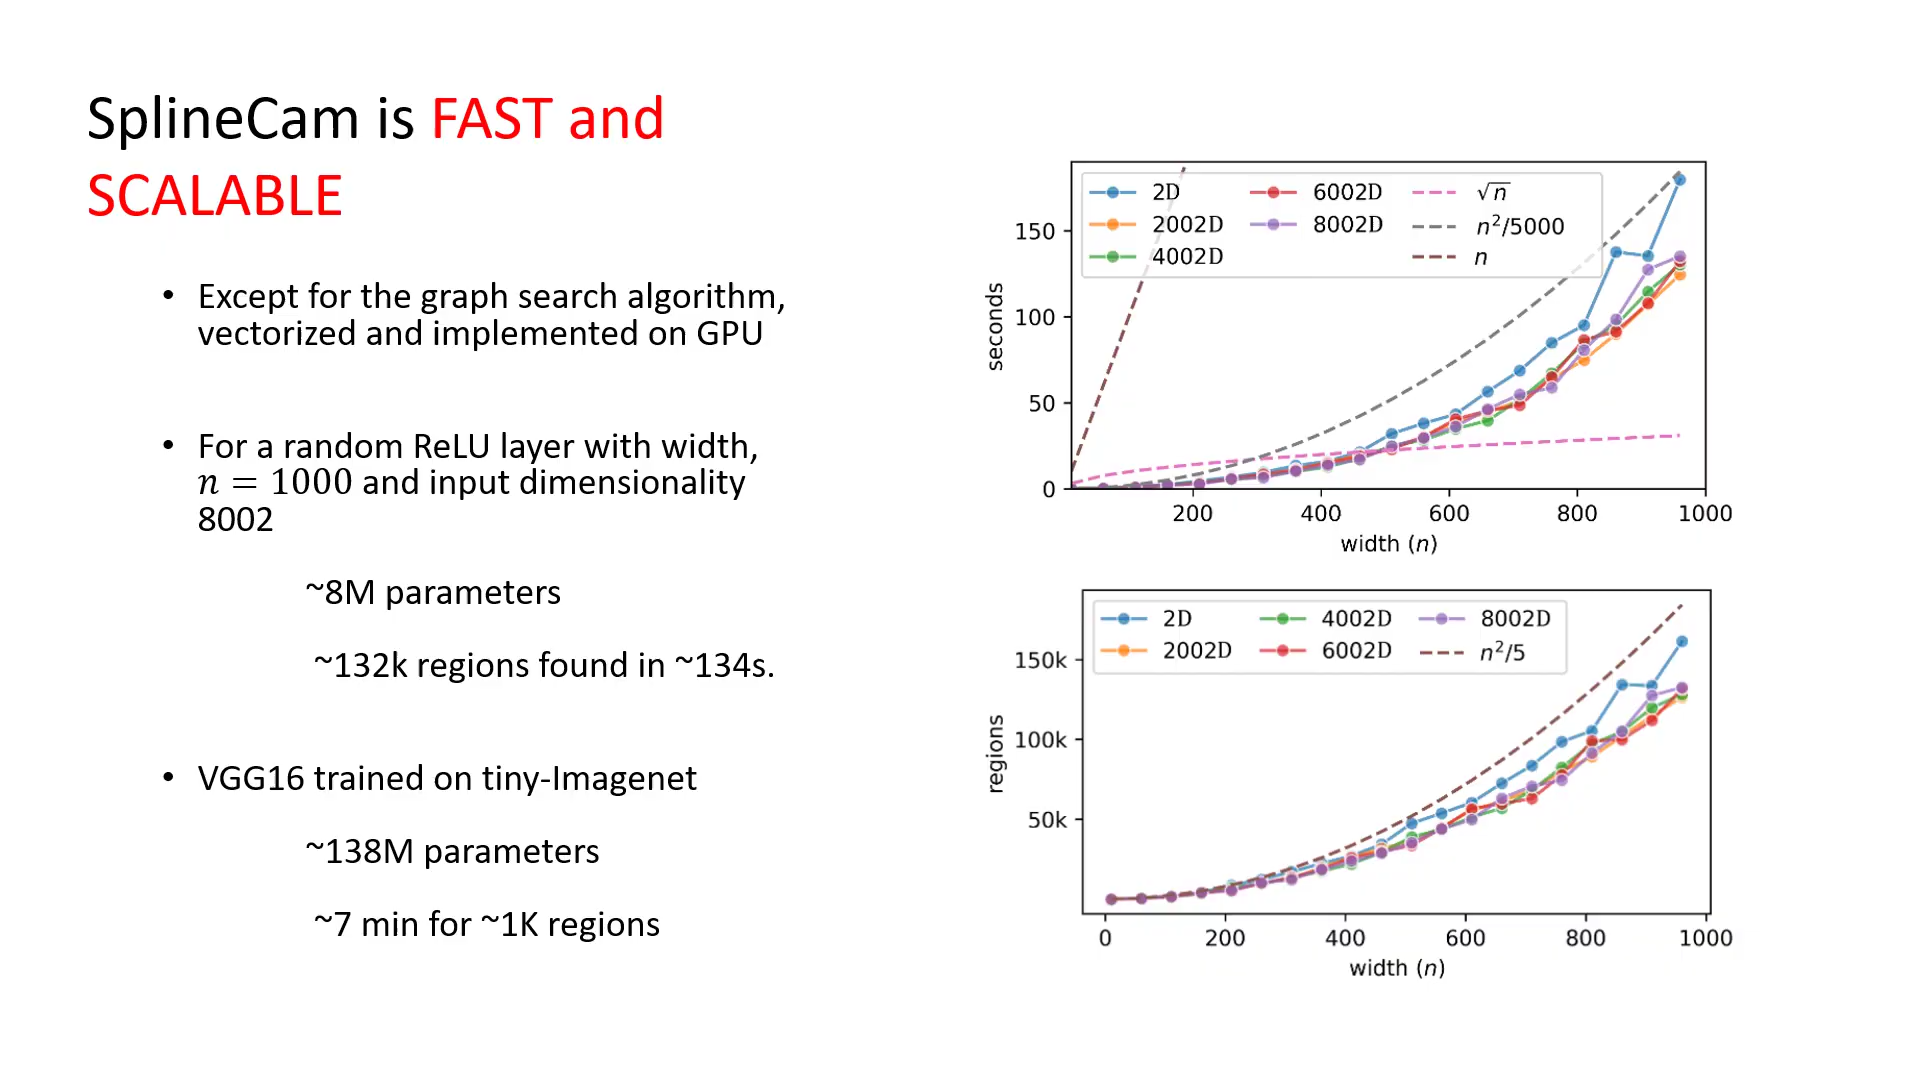 SplineCam is FAST and
SCALABLE
• Except for the graph search algorithm,
vectorized and implemented on GPU
• For a random ReLU layer with width,
n = 1000 and input dimensionality
8002
~8M parameters
~132k regions found in ~134s.
• VGG16 trained on tiny-Imagenet
~138M parameters
~7 min for ~1K regions
2D 6002D √n
2002D 8002D n²/5000
4002D n
150
100
50
0
seconds
200 400 600 800 1000
width (n)
2D 4002D 8002D
2002D 6002D n²/5
150k
100k
50k
regions
0 200 400 600 800 1000
width (n)